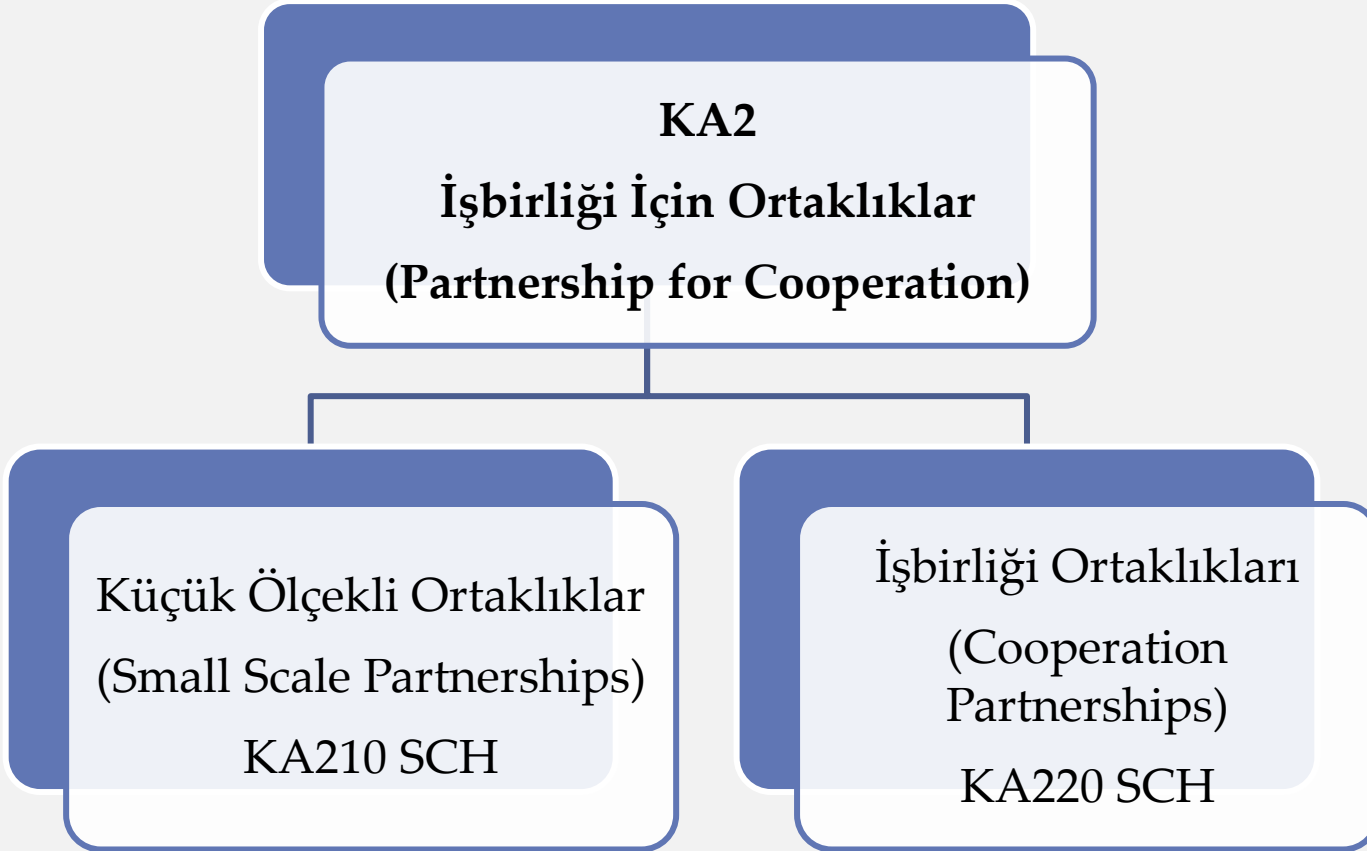 KA2
İşbirliği İçin Ortaklıklar
(Partnership for Cooperation)
Küçük Ölçekli Ortaklıklar
(Small Scale Partnerships)
KA210 SCH
İşbirliği Ortaklıkları
(Cooperation
Partnerships)
KA220 SCH